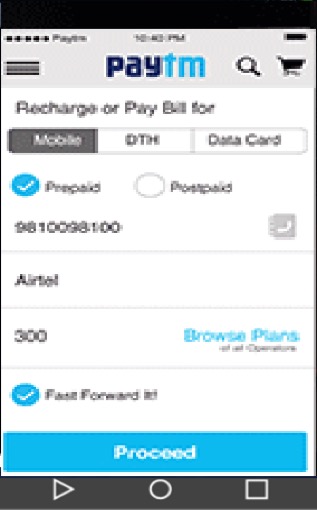 Paytm 10:40 PM
paytm
Recharge or Pay Bill for
Mobile DTH Data Card
Prepaid Postpaid
9810098100
Airtel
300 Browse Plans
of all Operators
Fast Forward It!
Proceed